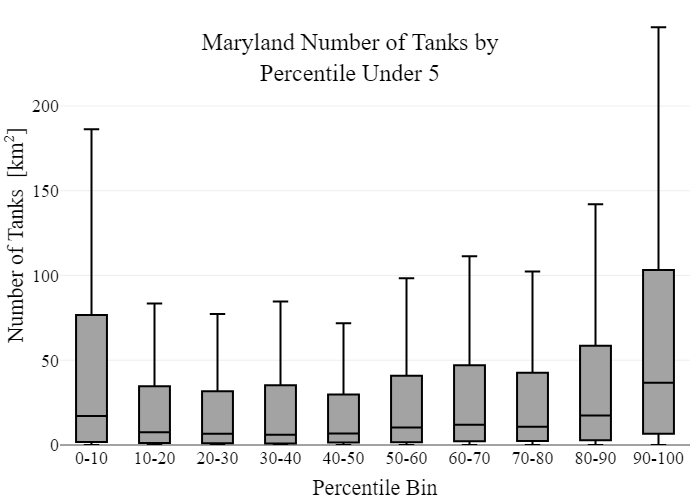 Maryland Number of Tanks by
Percentile Under 5
Number of Tanks [km²]
200
150
100
50
0
0-10 10-20 20-30 30-40 40-50 50-60 60-70 70-80 80-90 90-100
Percentile Bin